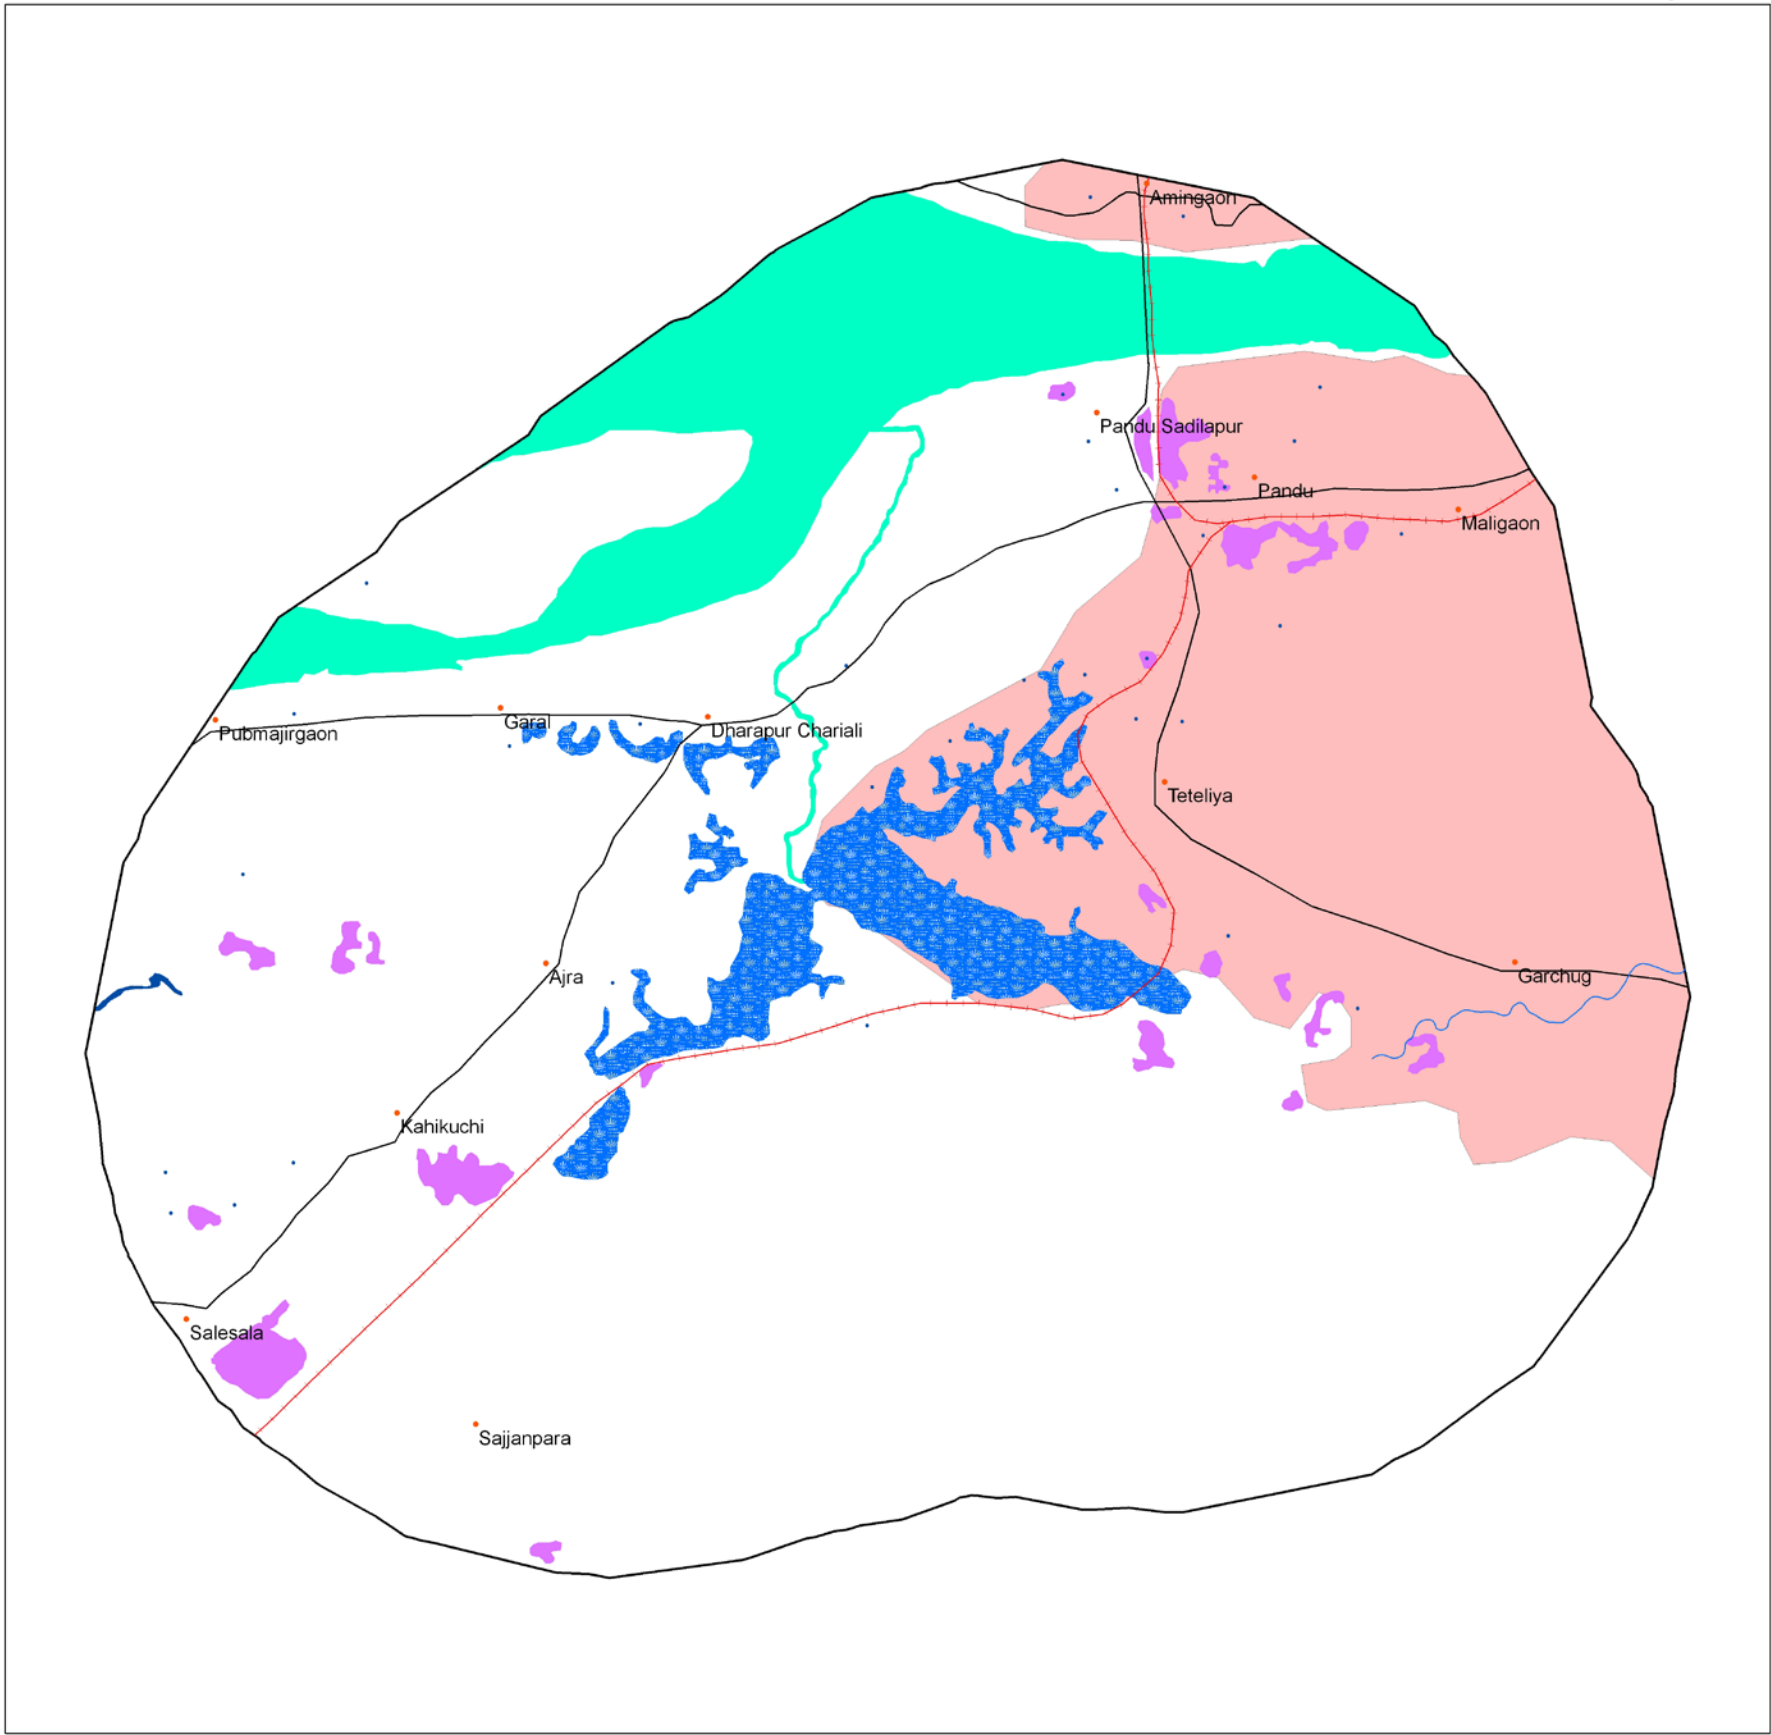 Amingaon
Pandu Sadilapur
Pandu
Maligaon
Garal
Pubmajirgaon
Dharapur Chariali
Teteliya
Ajra
Garchug
Kahikuchi
Salesala
Sajjanpara